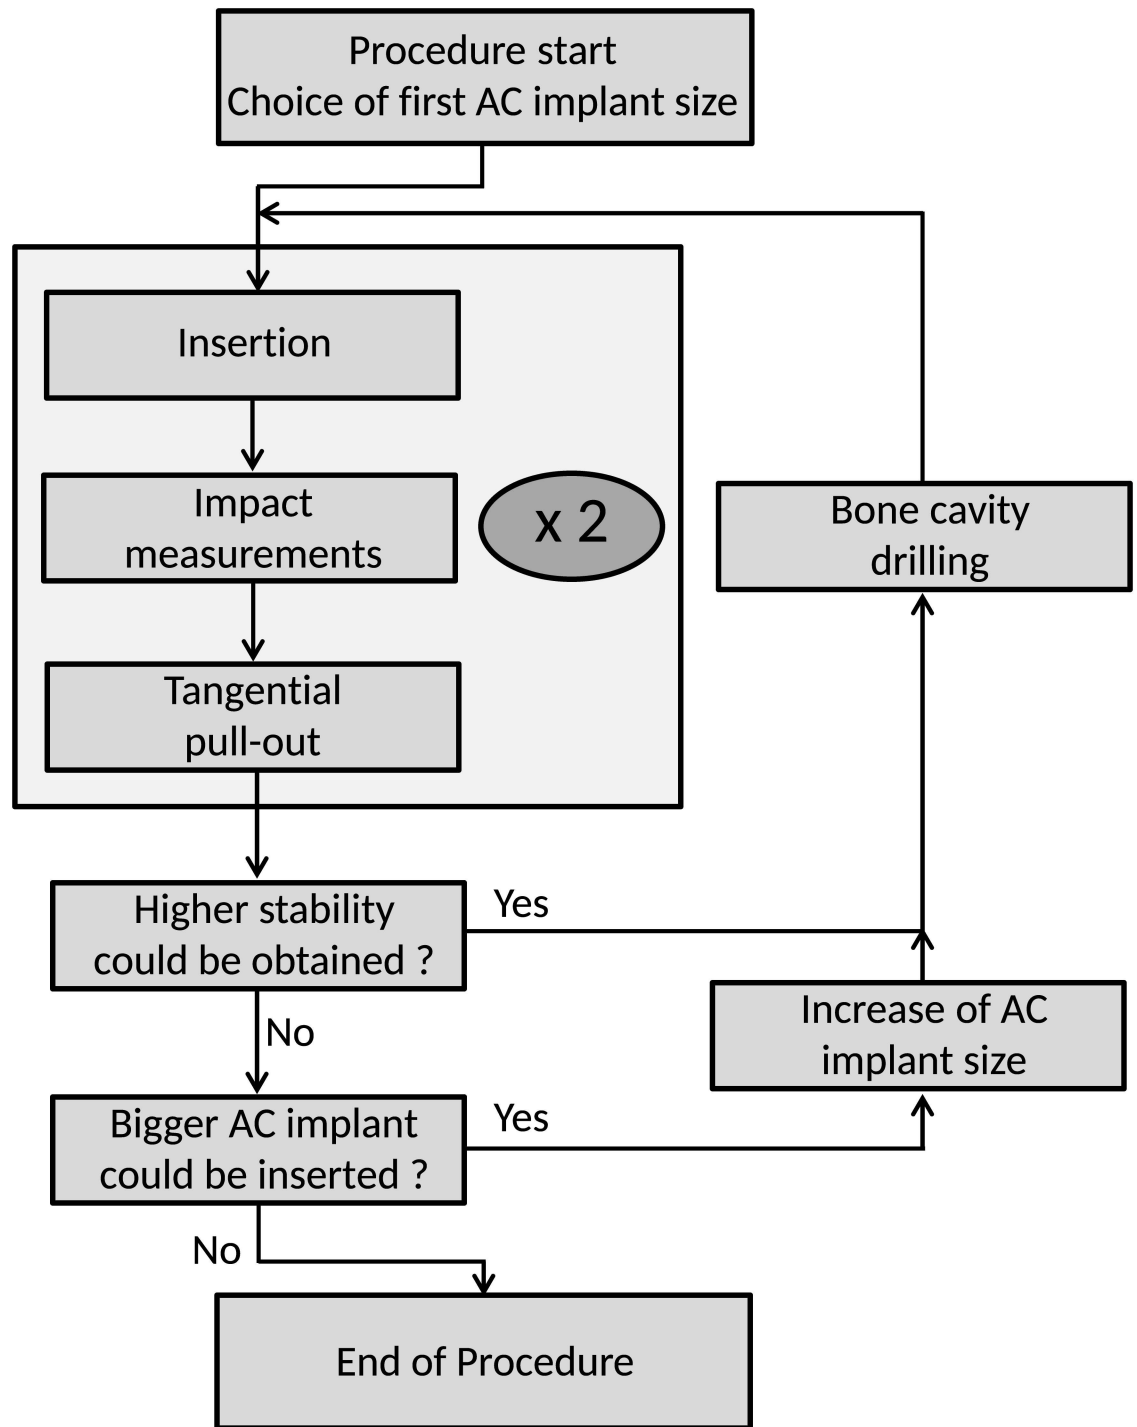 Procedure start
Choice of first AC implant size
Insertion
Impact
measurements
x 2
Bone cavity
drilling
Tangential
pull-out
Higher stability
could be obtained ?
Yes
No
Increase of AC
implant size
Bigger AC implant
could be inserted ?
Yes
No
End of Procedure